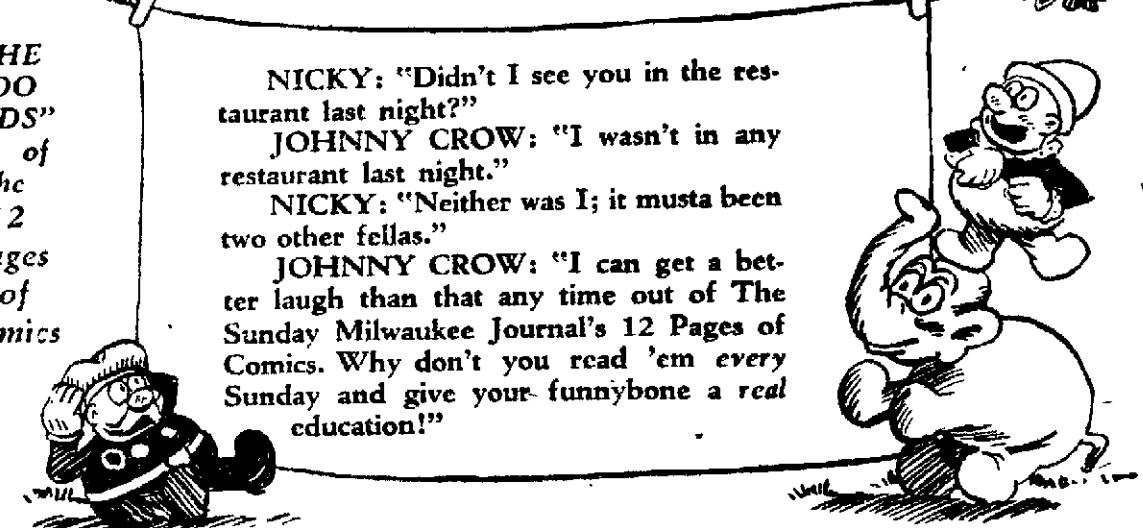 HE
OO
DS”
of
he
12
ges
of
mics
NICKY: “Didn’t I see you in the res-
taurant last night?”
JOHNNY CROW: “I wasn’t in any
restaurant last night.”
NICKY: “Neither was I; it musta been
two other fellas.”
JOHNNY CROW: “I can get a bet-
ter laugh than that any time out of The
Sunday Milwaukee Journal’s 12 Pages of
Comics. Why don’t you read ’em every
Sunday and give your funnybone a real
education!”